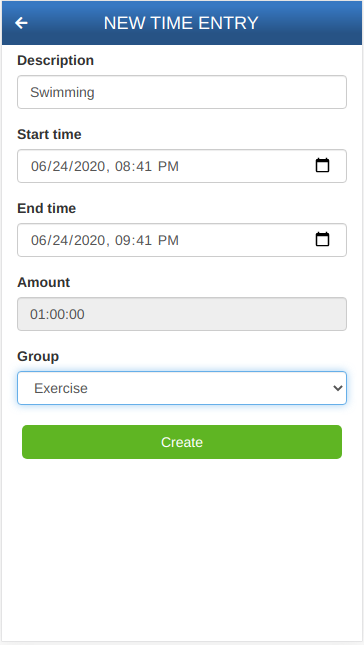 NEW TIME ENTRY
Description
Swimming
Start time
06/24/2020, 08:41 PM
End time
06/24/2020, 09:41 PM
Amount
01:00:00
Group
Exercise
Create